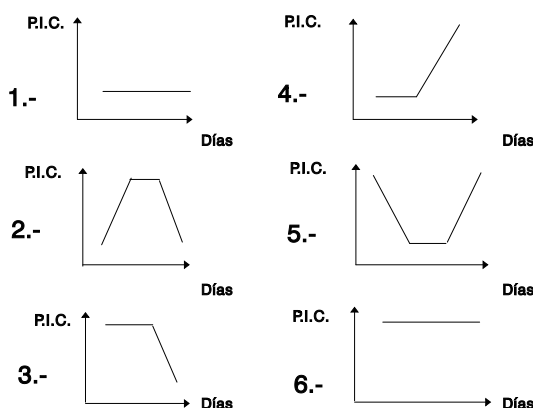 P.I.C.
1.-
Días
P.I.C.
2.-
Días
P.I.C.
3.-
Días
P.I.C.
4.-
Días
P.I.C.
5.-
Días
P.I.C.
6.-
Días